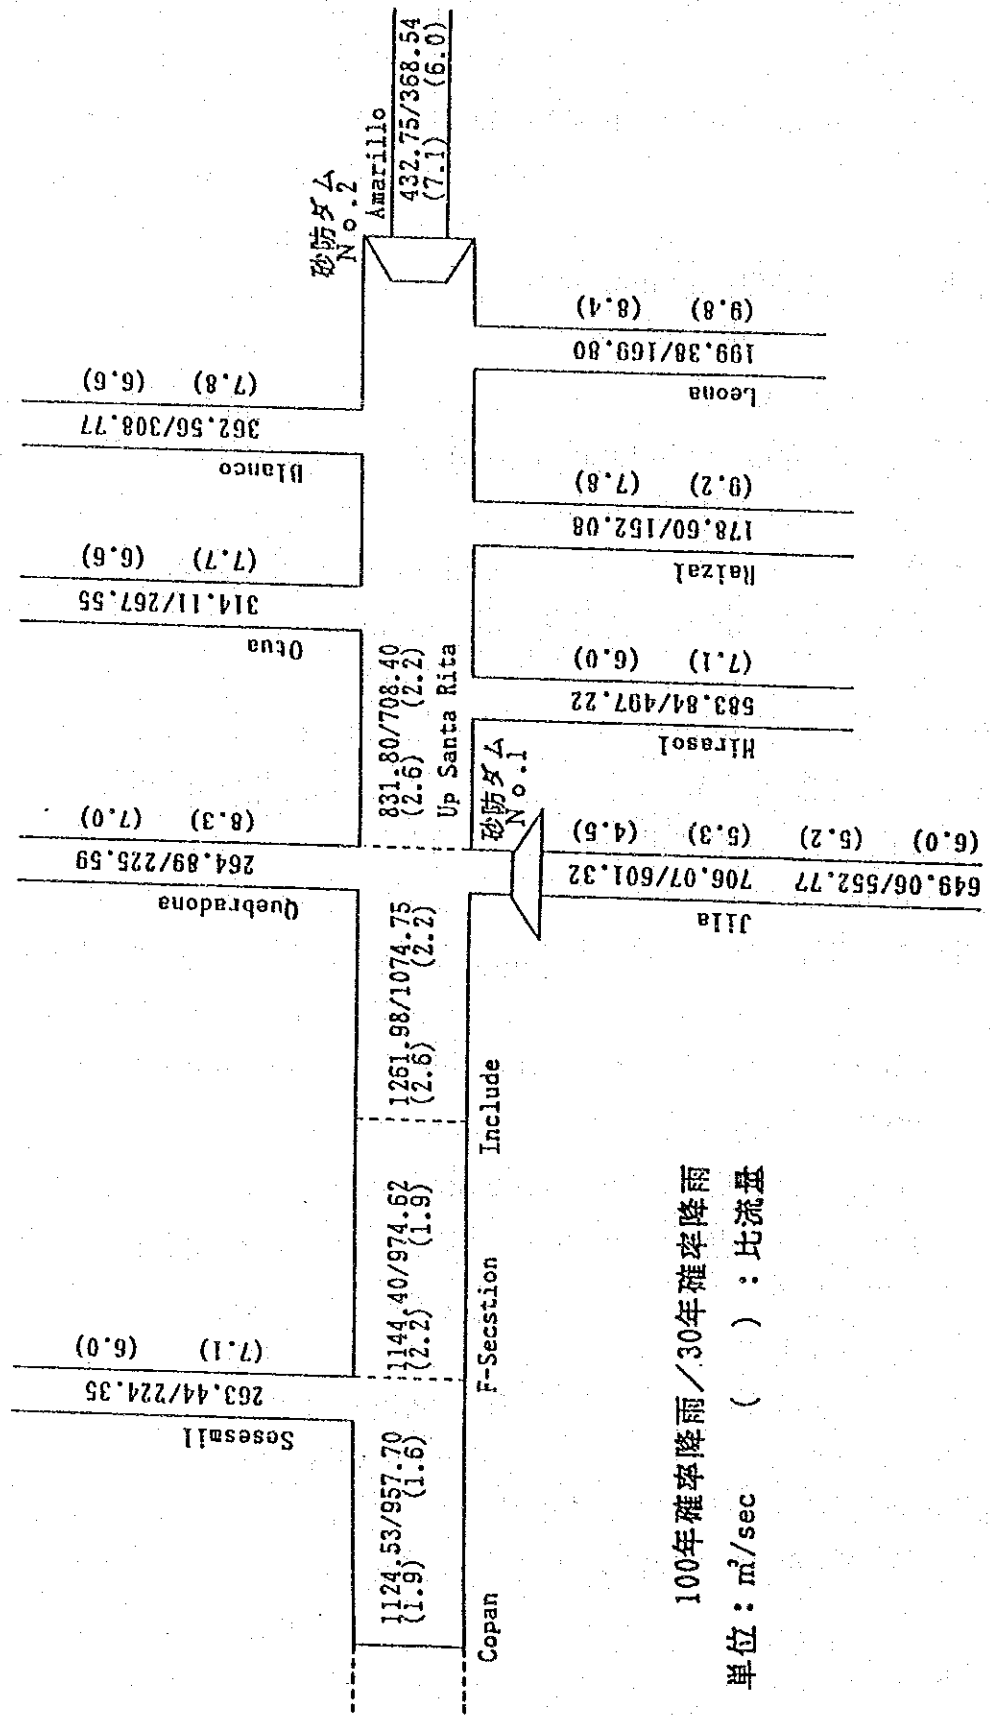 砂防ダム
No.2
Amarillo
432.75/368.54
(7.1) (6.0)
(7.8) (6.6)
362.56/308.77
Blanco
(7.7) (6.6)
314.11/267.55
Otua
(8.3) (7.0)
264.89/225.59
Quebradona
(7.1) (6.0)
263.44/224.35
Sesesmil
(9.8) (8.4)
199.38/169.80
Leona
(9.2) (7.8)
178.60/152.08
Raizal
(7.1) (6.0)
583.84/497.22
Mirasol
砂防ダム
No.1
(6.0) (5.2) (5.3) (4.5)
649.06/552.77 706.07/601.32
Jila
831.80/708.40
(2.6) (2.2)
Up Santa Rita
1261.98/1074.75
(2.6) (2.2)
Include
1144.40/974.62
(2.2) (1.9)
F-Secstion
1124.53/957.70
(1.9) (1.6)
Copan
100年確率降雨/30年確率降雨
単位:m³/sec ( ):比流量